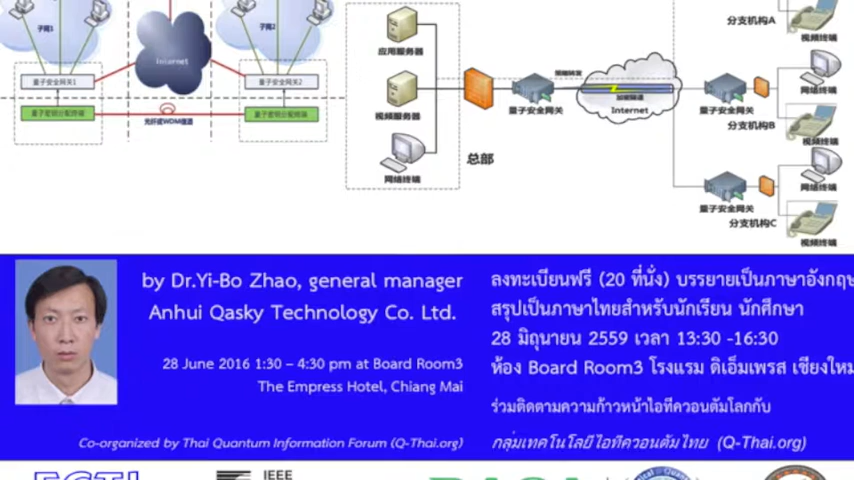 子网1
子网2
Internet
量子安全网关1
量子安全网关2
量子密钥分配终端
量子密钥分配终端
光纤或WDM信道
应用服务器
视频服务器
网络终端
总部
量子安全网关
策略转发
加密隧道
Internet
分支机构A
视频终端
网络终端
量子安全网关
分支机构B
视频终端
网络终端
量子安全网关
分支机构C
视频终端
by Dr.Yi-Bo Zhao, general manager
Anhui Qasky Technology Co. Ltd.
28 June 2016 1:30 – 4:30 pm at Board Room3
The Empress Hotel, Chiang Mai
Co-organized by Thai Quantum Information Forum (Q-Thai.org)
ลงทะเบียนฟรี (20 ที่นั่ง) บรรยายเป็นภาษาอังกฤษ
สรุปเป็นภาษาไทยสำหรับนักเรียน นักศึกษา
28 มิถุนายน 2559 เวลา 13:30 -16:30
ห้อง Board Room3 โรงแรม ดิเอ็มเพรส เชียงใหม
ร่วมติดตามความก้าวหน้าไอทีควอนตัมโลกกับ
กลุ่มเทคโนโลยีไอทีควอนตัมไทย (Q-Thai.org)
IEEE